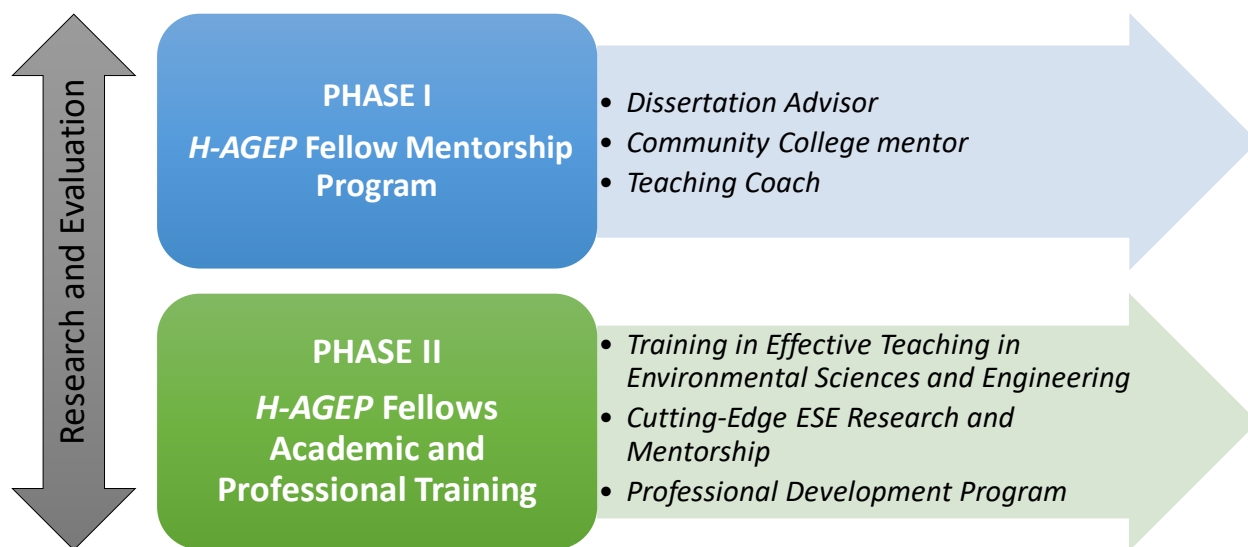 Research and Evaluation
PHASE I
H-AGEP Fellow Mentorship
Program
• Dissertation Advisor
• Community College mentor
• Teaching Coach
PHASE II
H-AGEP Fellows
Academic and
Professional Training
• Training in Effective Teaching in
Environmental Sciences and Engineering
• Cutting-Edge ESE Research and
Mentorship
• Professional Development Program